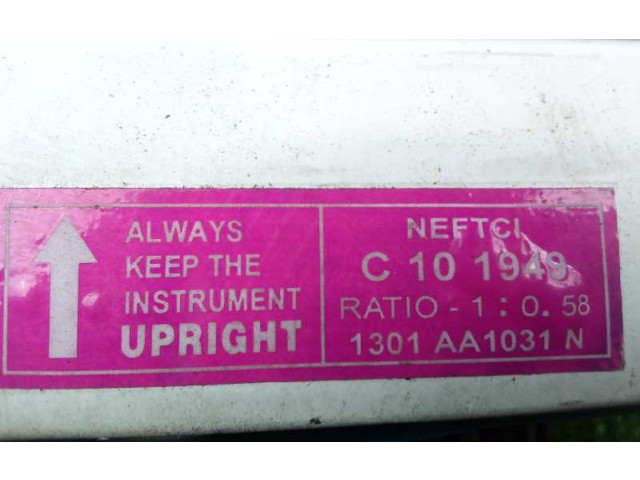 ALWAYS
KEEP THE
INSTRUMENT
UPRIGHT
NEFTCI
C 10 1949
RATIO - 1 : 0. 58
1301 AA1031 N